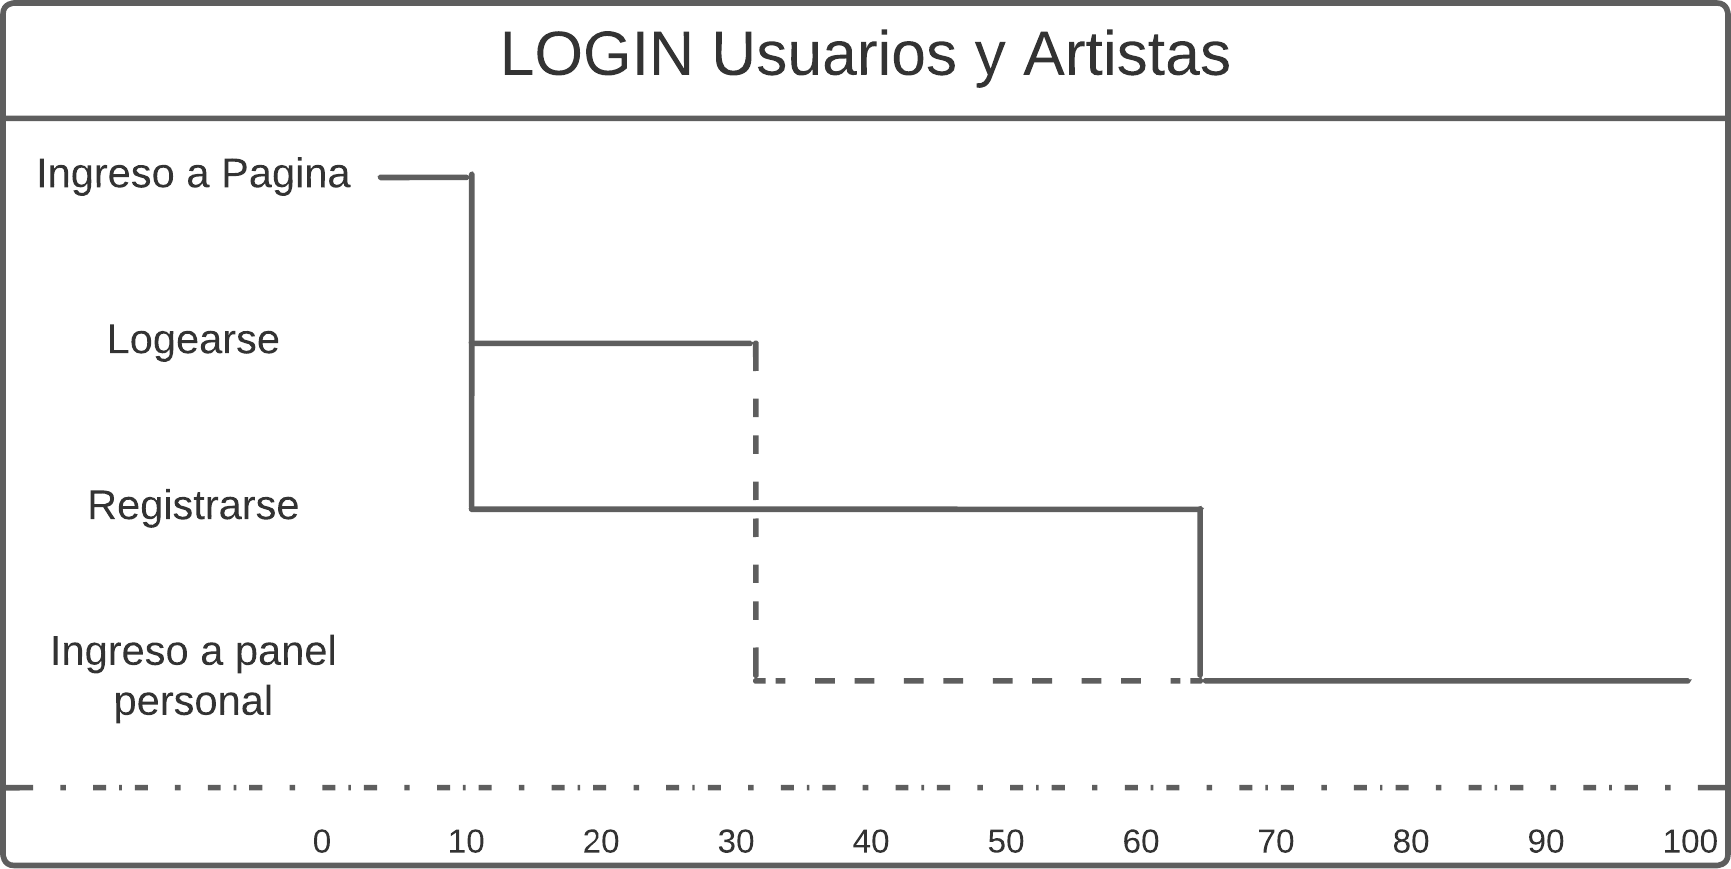 LOGIN Usuarios y Artistas
Ingreso a Pagina
Logearse
Registrarse
Ingreso a panel
personal
0 10 20 30 40 50 60 70 80 90 100